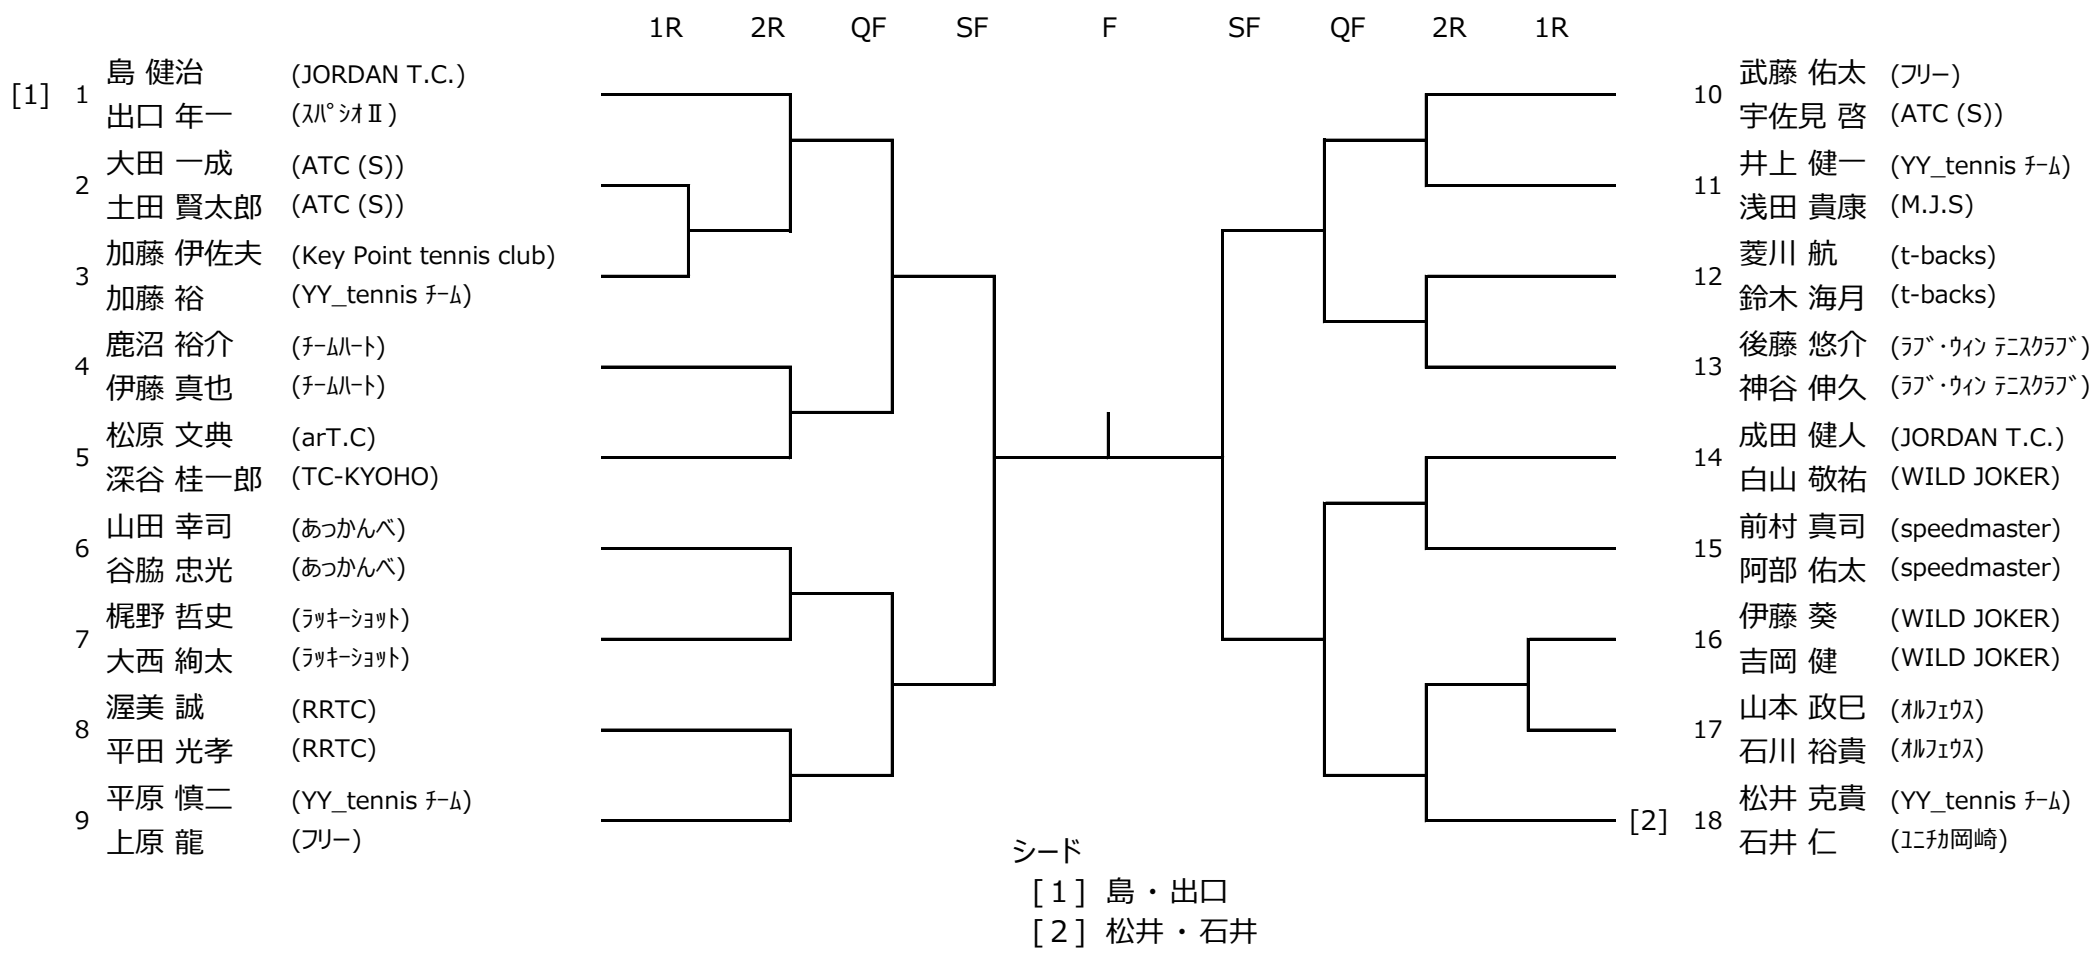 1R 2R QF SF F SF QF 2R 1R
[1] 1 島 健治 (JORDAN T.C.)
出口 年一 (ｽﾊﾟｼｵⅡ)
2 大田 一成 (ATC (S))
土田 賢太郎 (ATC (S))
3 加藤 伊佐夫 (Key Point tennis club)
加藤 裕 (YY_tennis ﾁｰﾑ)
4 鹿沼 裕介 (ﾁｰﾑﾊｰﾄ)
伊藤 真也 (ﾁｰﾑﾊｰﾄ)
5 松原 文典 (arT.C)
深谷 桂一郎 (TC-KYOHO)
6 山田 幸司 (あっかんべ)
谷脇 忠光 (あっかんべ)
7 梶野 哲史 (ﾗｯｷｰｼｮｯﾄ)
大西 絢太 (ﾗｯｷｰｼｮｯﾄ)
8 渥美 誠 (RRTC)
平田 光孝 (RRTC)
9 平原 慎二 (YY_tennis ﾁｰﾑ)
上原 龍 (フリー)
10 武藤 佑太 (フリー)
宇佐見 啓 (ATC (S))
11 井上 健一 (YY_tennis ﾁｰﾑ)
浅田 貴康 (M.J.S)
12 菱川 航 (t-backs)
鈴木 海月 (t-backs)
13 後藤 悠介 (ﾗﾌﾞ･ｳｨﾝ ﾃﾆｽｸﾗﾌﾞ)
神谷 伸久 (ﾗﾌﾞ･ｳｨﾝ ﾃﾆｽｸﾗﾌﾞ)
14 成田 健人 (JORDAN T.C.)
白山 敬祐 (WILD JOKER)
15 前村 真司 (speedmaster)
阿部 佑太 (speedmaster)
16 伊藤 葵 (WILD JOKER)
吉岡 健 (WILD JOKER)
17 山本 政巳 (ｵﾙﾌｪｳｽ)
石川 裕貴 (ｵﾙﾌｪｳｽ)
[2] 18 松井 克貴 (YY_tennis ﾁｰﾑ)
石井 仁 (ﾕﾆﾁｶ岡崎)
シード
[１] 島・出口
[２] 松井・石井